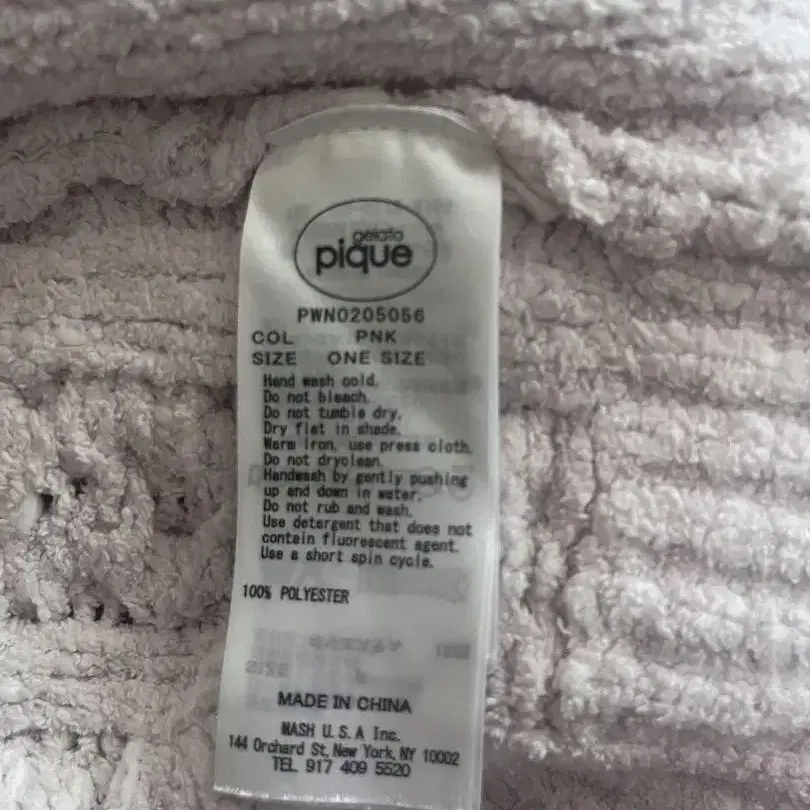 gelato
pique
PWNO205056
COL PNK
SIZE ONE SIZE
Hand wash cold.
Do not bleach.
Do not tumble dry.
Dry flat in shade.
Warm iron, use press cloth.
Do not dryclean.
Handwash by gently pushing
up and down in water.
Do not rub and wash.
Use detergent that does not
contain fluorescent agent.
Use a short spin cycle.
100% POLYESTER
MADE IN CHINA
MASH U.S.A Inc.
144 Orchard St, New York, NY 10002
TEL 917 409 5520